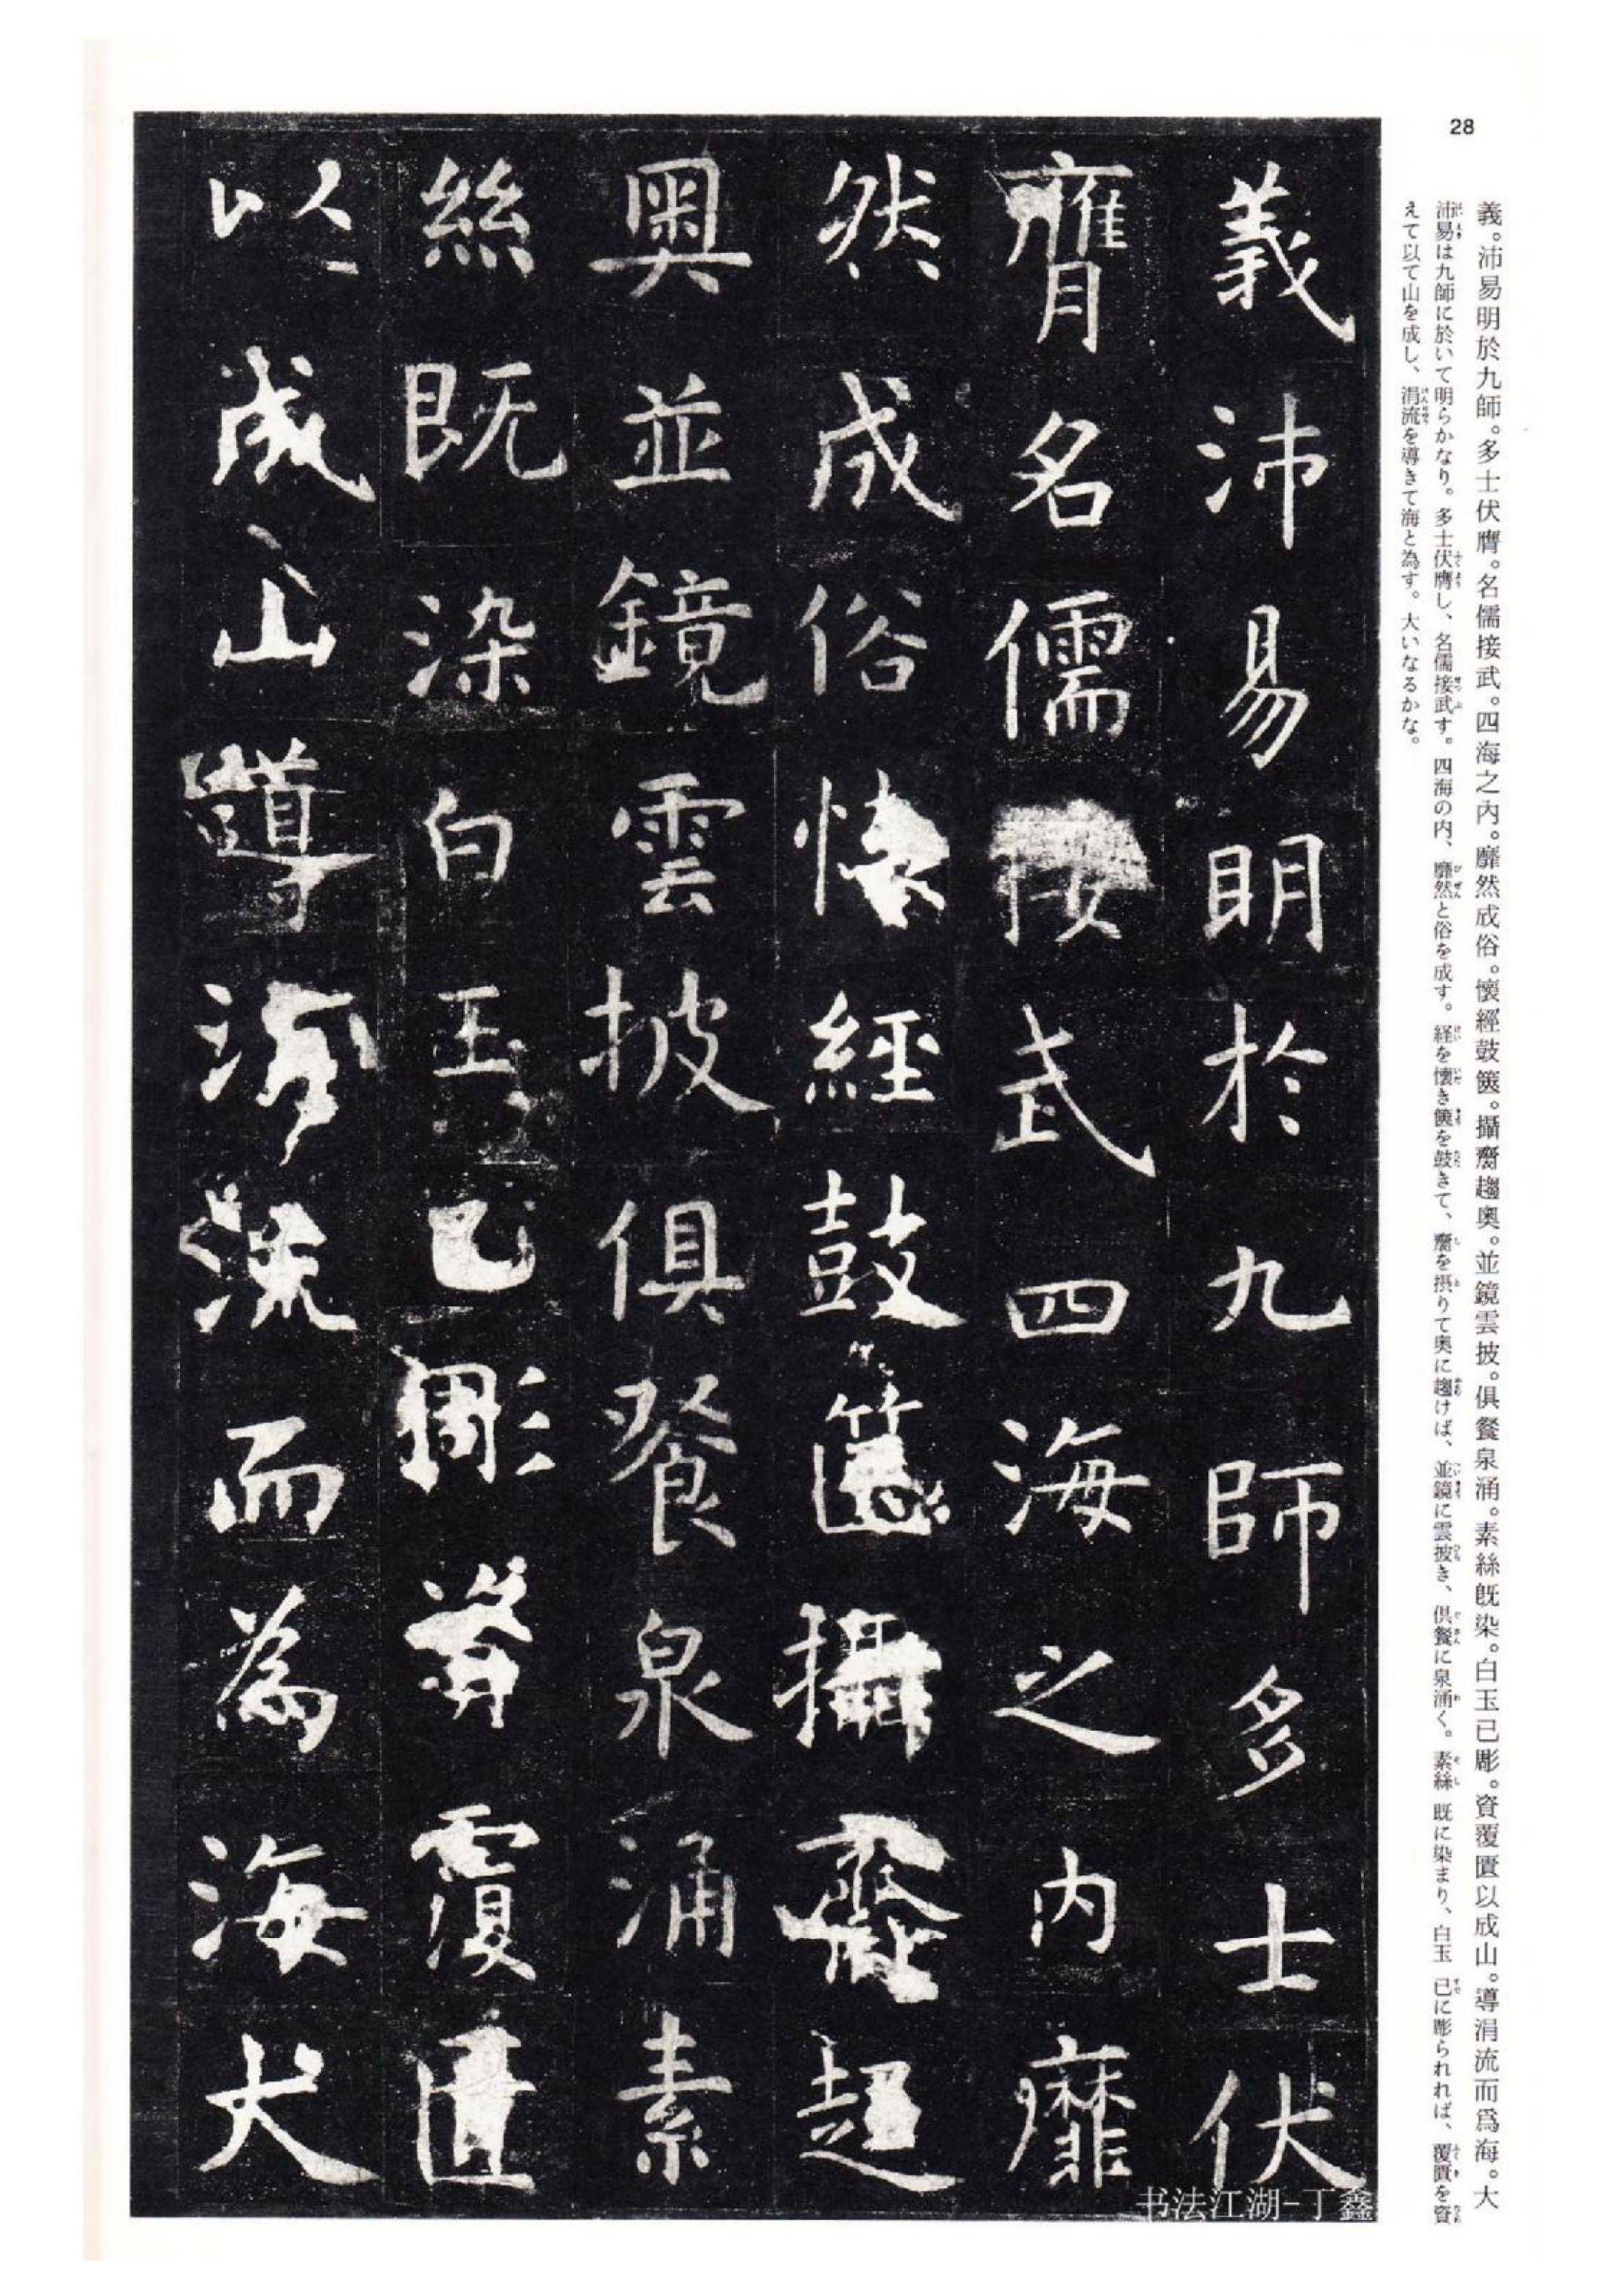 28
義。沛易明於九師。多士伏膺。名儒接武。四海之內。靡然成俗。懷經鼓篋。攝齎趨奧。並鏡雲披。俱餐泉涌。素絲既染。白玉已彫。資覆匱以成山。導涓流而爲海。大
沛易は九師に於いて明らかなり。多士伏膺し、名儒接武す。四海の内、靡然と俗を成す。経を懐き篋を鼓きて、齎を摂りて奥に趨けば、並鏡に雲披き、倶餐に泉涌く。素絲既に染まり、白玉已に彫られれば、覆匱を資
えて以て山を成し、涓流を導きて海と為す。大いなるかな。
義沛易明於九師多士伏
膺名儒接武四海之内靡
然成俗懷經鼓篋攝齎趍
奧並鏡雲披俱餐泉涌素
絲既染白玉已彫資覆匱
以成山導涓流而為海大
书法江湖-丁鑫